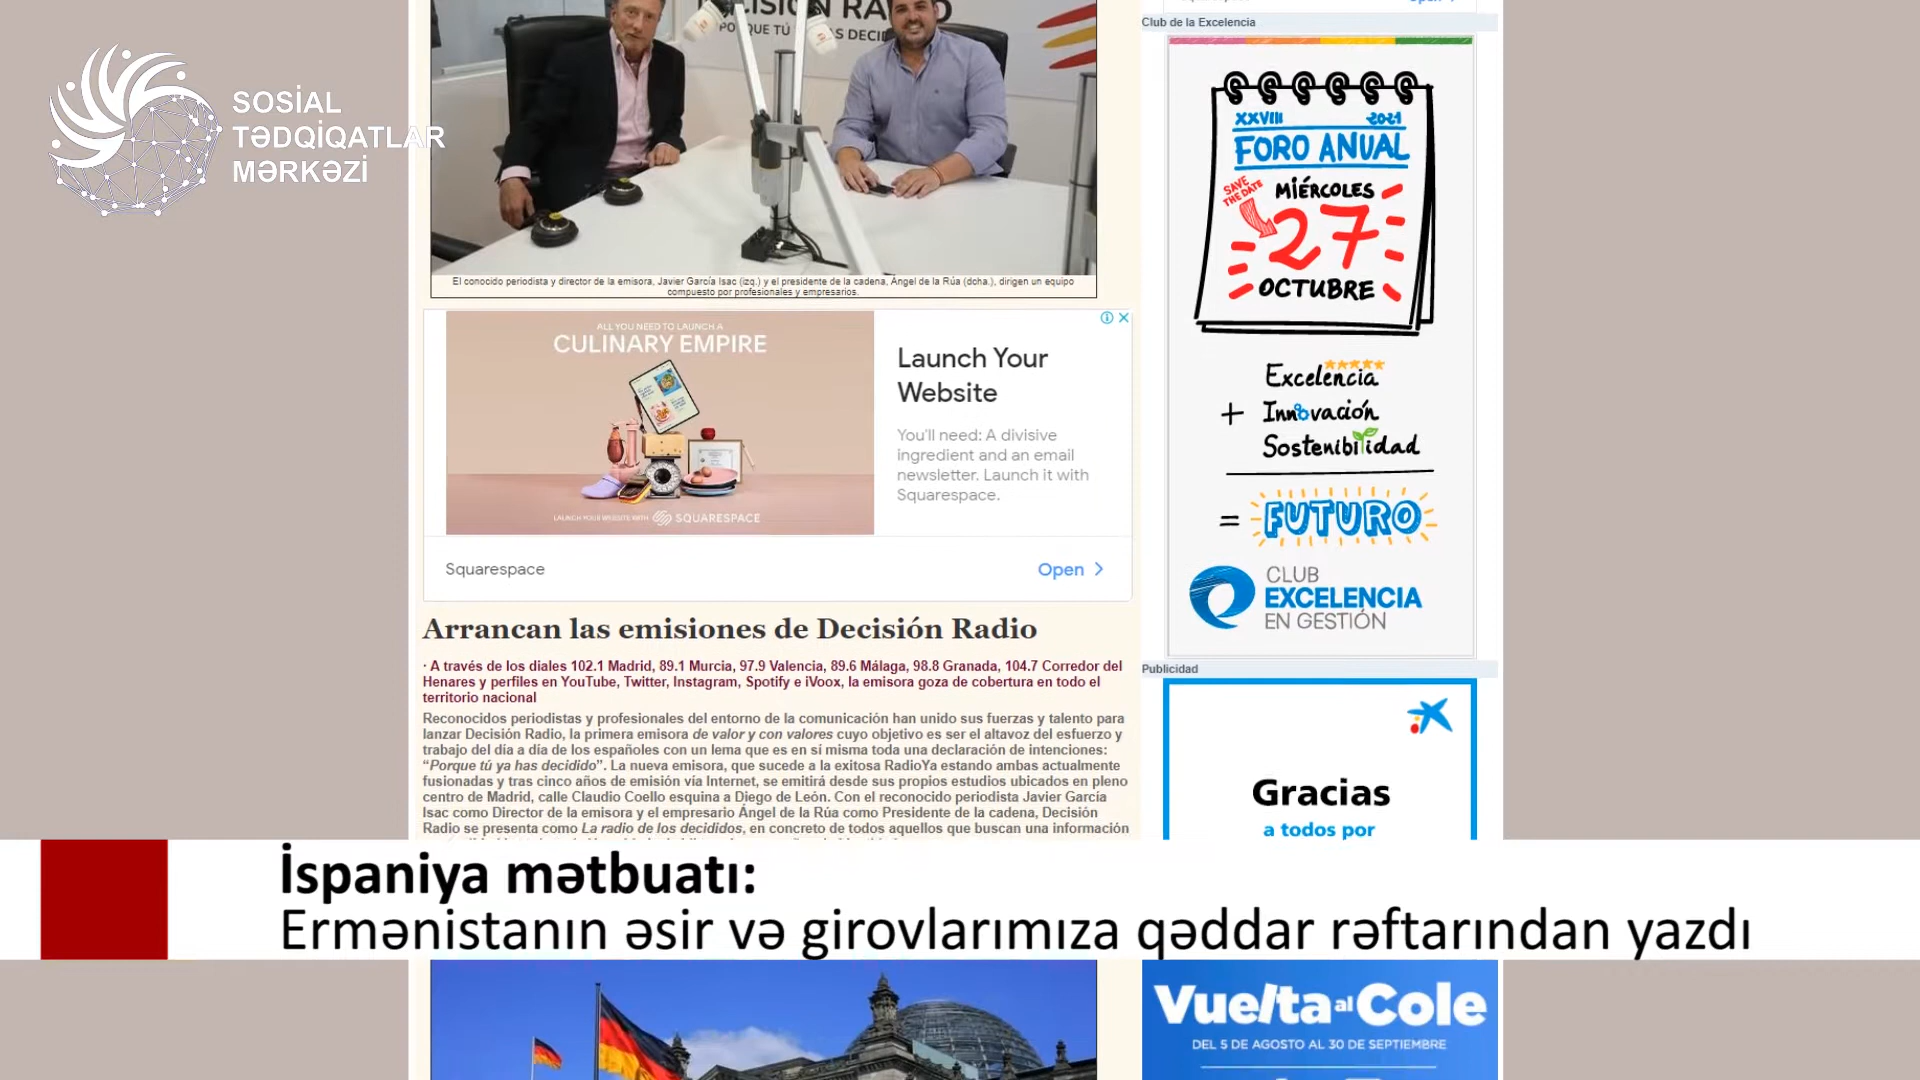 SOSİAL
TƏDQİQATLAR
MƏRKƏZİ
DECISIÓN RADIO
El conocido periodista y director de la emisora, Javier García Isac (izq.) y el presidente de la cadena, Ángel de la Rúa (dcha.), dirigen un equipo
compuesto por profesionales y empresarios.
ALL YOU NEED TO LAUNCH A
CULINARY EMPIRE
LAUNCH YOUR WEBSITE WITH SQUARESPACE
Launch Your
Website
You'll need: A divisive
ingredient and an email
newsletter. Launch it with
Squarespace.
Squarespace
Open
Arrancan las emisiones de Decisión Radio
· A través de los diales 102.1 Madrid, 89.1 Murcia, 97.9 Valencia, 89.6 Málaga, 98.8 Granada, 104.7 Corredor del
Henares y perfiles en YouTube, Twitter, Instagram, Spotify e iVoox, la emisora goza de cobertura en todo el
territorio nacional
Reconocidos periodistas y profesionales del entorno de la comunicación han unido sus fuerzas y talento para
lanzar Decisión Radio, la primera emisora de valor y con valores cuyo objetivo es ser el altavoz del esfuerzo y
trabajo del día a día de los españoles con un lema que es en sí misma toda una declaración de intenciones:
“Porque tú ya has decidido”. La nueva emisora, que sucede a la exitosa RadioYa estando ambas actualmente
fusionadas y tras cinco años de emisión vía Internet, se emitirá desde sus propios estudios ubicados en pleno
centro de Madrid, calle Claudio Coello esquina a Diego de León. Con el reconocido periodista Javier García
Isac como Director de la emisora y el empresario Ángel de la Rúa como Presidente de la cadena, Decisión
Radio se presenta como La radio de los decididos, en concreto de todos aquellos que buscan una información
Club de la Excelencia
XXVIII 2021
FORO ANUAL
SAVE
THE DATE
MIÉRCOLES
27
OCTUBRE
Excelencia
+ Innovación
Sostenibilidad
= FUTURO
CLUB
EXCELENCIA
EN GESTIÓN
Publicidad
Gracias
a todos por
İspaniya mətbuatı:
Ermənistanın əsir və girovlarımıza qəddar rəftarından yazdı
Vuelta al Cole
DEL 5 DE AGOSTO AL 30 DE SEPTIEMBRE